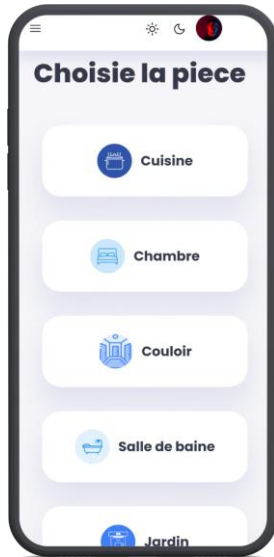 Choisie la piece
Cuisine
Chambre
Couloir
Salle de baine
Jardin